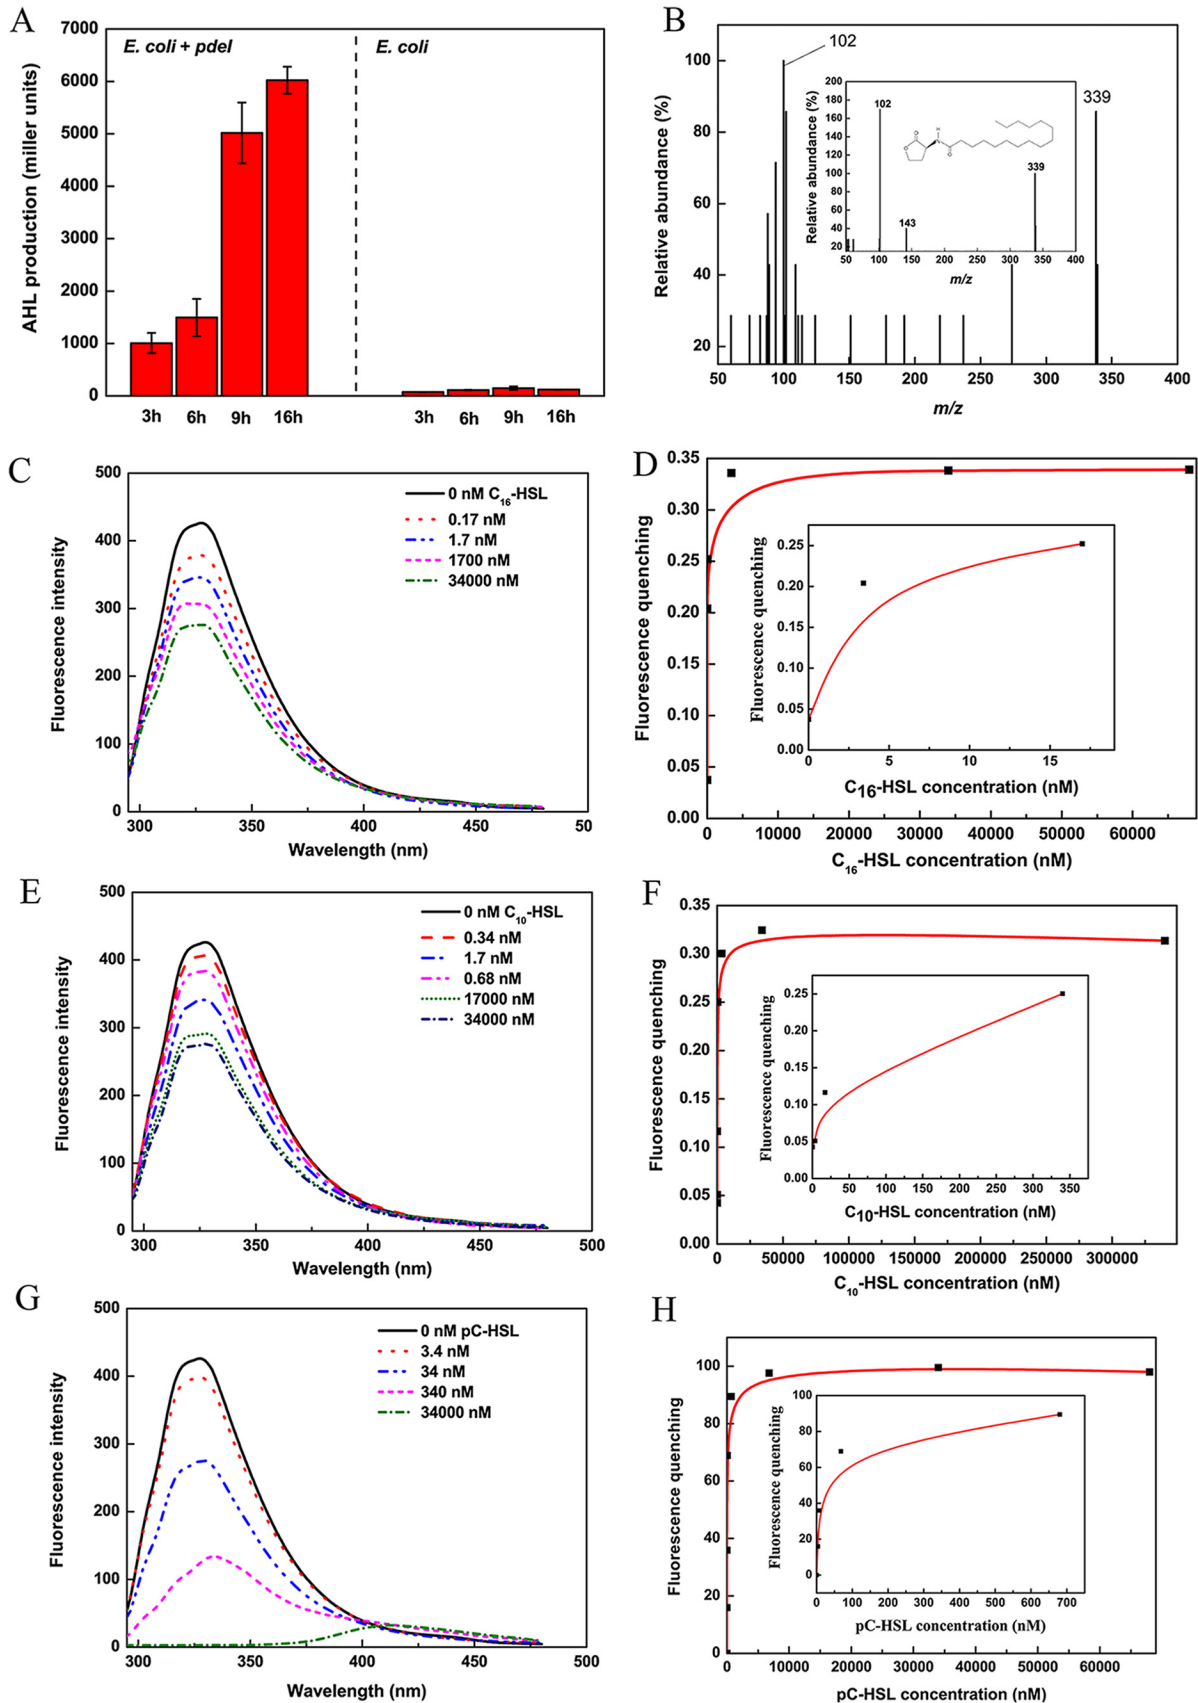 A
7000
6000
5000
4000
3000
2000
1000
0
AHL production (miller units)
E. coli + pdeI
E. coli
3h 6h 9h 16h 3h 6h 9h 16h
B
100
80
60
40
20
Relative abundance (%)
102
339
50 100 150 200 250 300 350 400
m/z
200
180
160
140
120
100
80
60
40
20
Relative abundance (%)
102
143
339
O
O
H
N
O
50 100 150 200 250 300 350 400
m/z
C
500
400
300
200
100
0
Fluorescence intensity
0 nM C16-HSL
0.17 nM
1.7 nM
1700 nM
34000 nM
300 350 400 450 50
Wavelength (nm)
D
0.35
0.30
0.25
0.20
0.15
0.10
0.05
0.00
Fluorescence quenching
0.25
0.20
0.15
0.10
0.05
0.00
Fluorescence quenching
0 5 10 15
C16-HSL concentration (nM)
0 10000 20000 30000 40000 50000 60000
C16-HSL concentration (nM)
E
500
400
300
200
100
0
Fluorescence intensity
0 nM C10-HSL
0.34 nM
1.7 nM
0.68 nM
17000 nM
34000 nM
300 350 400 450 500
Wavelength (nm)
F
0.35
0.30
0.25
0.20
0.15
0.10
0.05
0.00
Fluorescence quenching
0.25
0.20
0.15
0.10
0.05
0.00
Fluorescence quenching
0 50 100 150 200 250 300 350
C10-HSL concentration (nM)
0 50000 100000 150000 200000 250000 300000
C10-HSL concentration (nM)
G
500
400
300
200
100
0
Fluorescence intensity
0 nM pC-HSL
3.4 nM
34 nM
340 nM
34000 nM
300 350 400 450 500
Wavelength (nm)
H
100
80
60
40
20
0
Fluorescence quenching
100
80
60
40
20
0
Fluorescence quenching
0 100 200 300 400 500 600 700
pC-HSL concentration (nM)
0 10000 20000 30000 40000 50000 60000
pC-HSL concentration (nM)